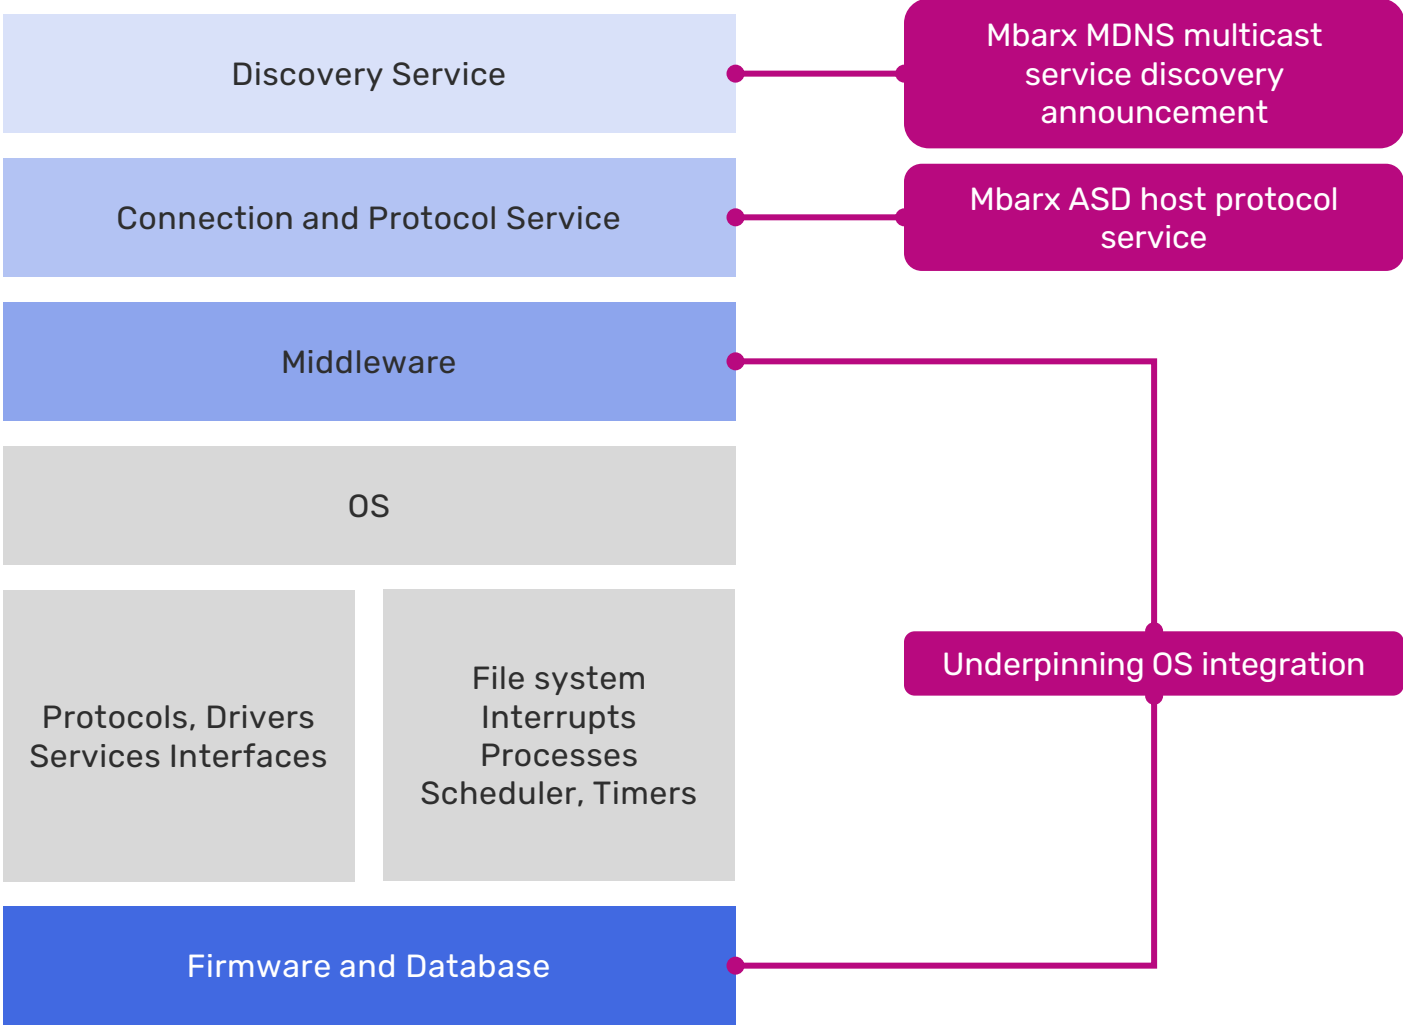 Discovery Service
Mbarx MDNS multicast
service discovery
announcement
Connection and Protocol Service
Mbarx ASD host protocol
service
Middleware
OS
Protocols, Drivers
Services Interfaces
File system
Interrupts
Processes
Scheduler, Timers
Underpinning OS integration
Firmware and Database